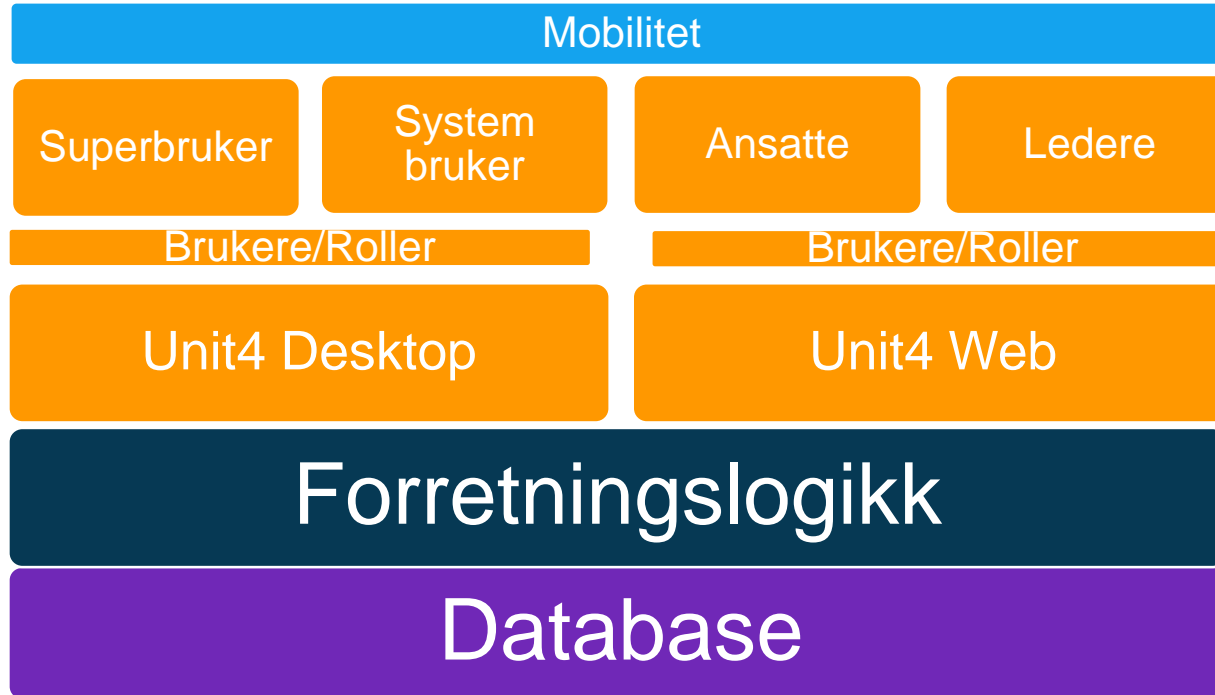 Mobilitet
Superbruker
System
bruker
Ansatte
Ledere
Brukere/Roller
Brukere/Roller
Unit4 Desktop
Unit4 Web
Forretningslogikk
Database